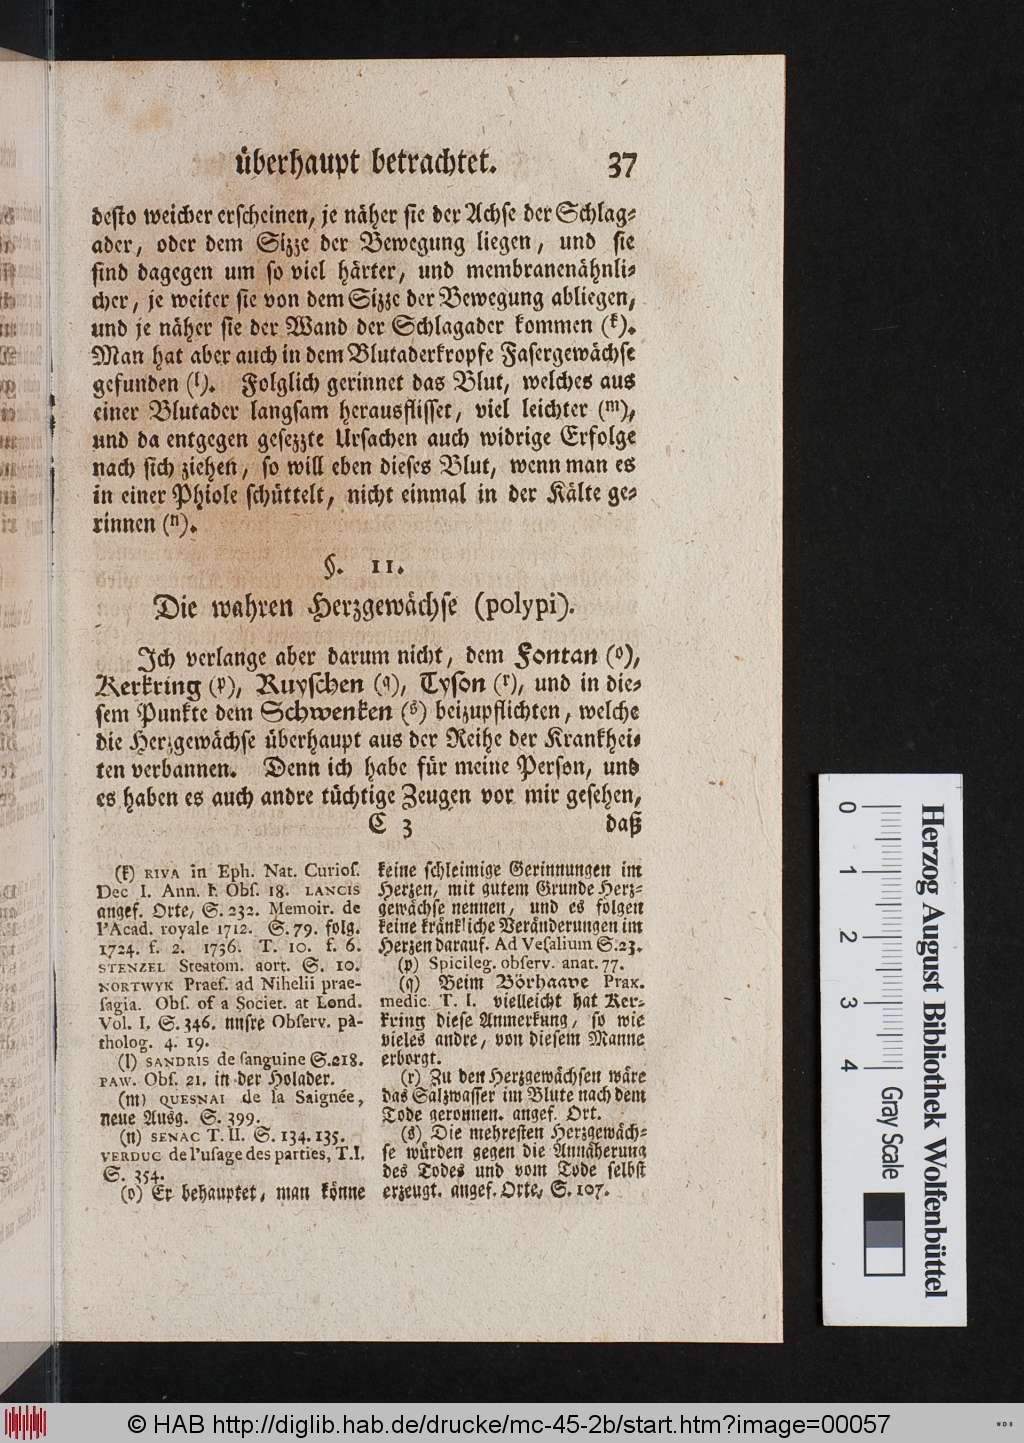 überhaupt betrachtet. 37
desto weicher erscheinen, je näher sie der Achse der Schlag-
ader, oder dem Sizze der Bewegung liegen, und sie
sind dagegen um so viel härter, und membranenähnli-
cher, je weiter sie von dem Sizze der Bewegung abliegen,
und je näher sie der Wand der Schlagader kommen (k).
Man hat aber auch in dem Blutaderkropfe Fasergewächse
gefunden (l). Folglich gerinnet das Blut, welches aus
einer Blutader langsam herausflisset, viel leichter (m),
und da entgegen gesezzte Ursachen auch widrige Erfolge
nach sich ziehen, so will eben dieses Blut, wenn man es
in einer Phiole schüttelt, nicht einmal in der Kälte ge-
rinnen (n).
§. 11.
Die wahren Herzgewächse (polypi).
Ich verlange aber darum nicht, dem Fontan (o),
Kerkring (p), Ruyschen (q), Tyson (r), und in die-
sem Punkte dem Schwenken (s) beizupflichten, welche
die Herzgewächse überhaupt aus der Reihe der Krankhei-
ten verbannen. Denn ich habe für meine Person, und
es haben es auch andre tüchtige Zeugen vor mir gesehen,
C 3 daß
(k) RIVA in Eph. Nat. Curios.
Dec I. Ann. I. Obs. 18. LANCIS
angef. Orte, S. 232. Memoir. de
l'Acad. royale 1712. S. 79. folg.
1724. f. 2. 1736. T. 10. f. 6.
STENZEL Steatom. aort. S. 10.
NORTWYK Praef. ad Nihelii prae-
sagia. Obs. of a Societ. at Lond.
Vol. I. S. 346. unsre Observ. pa-
tholog. 4. 19.
(l) SANDRIS de sanguine S. 218.
PAW. Obs. 21. in der Holader.
(m) QUESNAI de la Saignée,
neue Ausg. S. 399.
(n) SENAC T. II. S. 134. 135.
VERDUC de l'usage des parties, T. I.
S. 354.
(o) Er behauptet, man könne
keine schleimige Gerinnungen im
Herzen, mit gutem Grunde Herz-
gewächse nennen, und es folgen
keine kränkliche Veränderungen im
Herzen darauf. Ad Vesalium S. 23.
(p) Spicileg. observ. anat. 77.
(q) Beim Börhaave Prax.
medic. T. I. vielleicht hat Ker-
kring diese Anmerkung, so wie
vieles andre, von diesem Manne
erborgt.
(r) Zu den Herzgewächsen wäre
das Salzwasser im Blute nach dem
Tode geronnen. angef. Ort.
(s) Die mehresten Herzgewäch-
se würden gegen die Annäherung
des Todes und vom Tode selbst
erzeugt. angef. Orte, S. 107.
0 1 2 3 4
Herzog August Bibliothek Wolfenbüttel
Gray Scale
© HAB http://diglib.hab.de/drucke/mc-45-2b/start.htm?image=00057